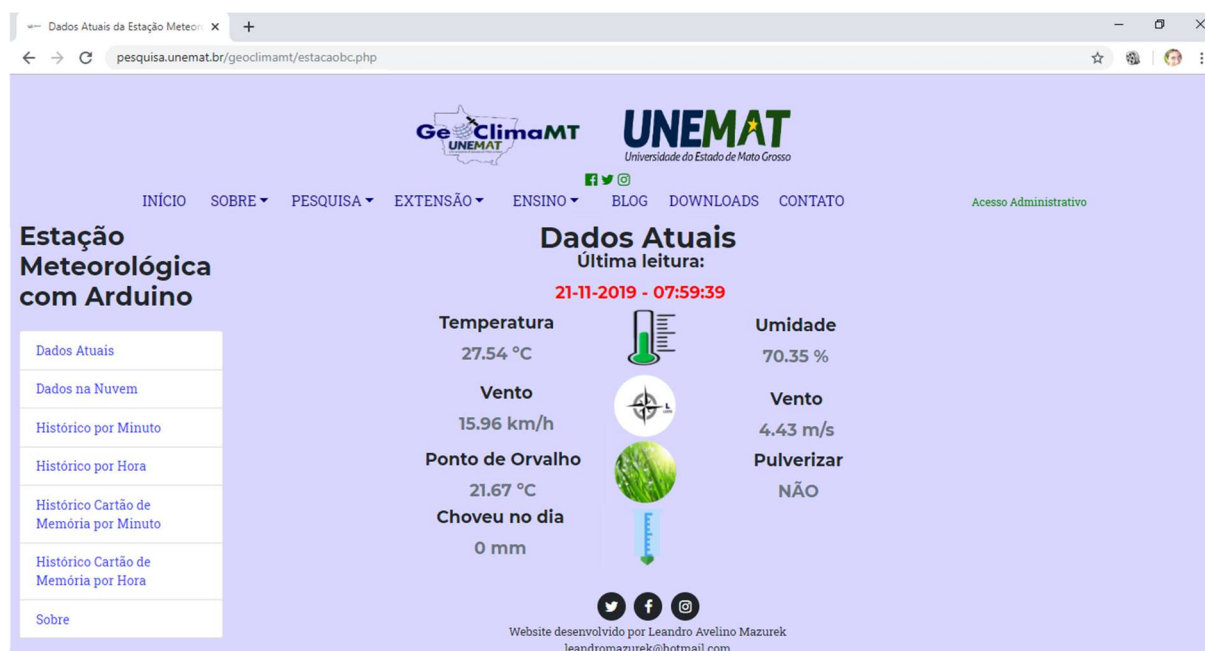 Dados Atuais da Estação Meteor
pesquisa.unemat.br/geoclimamt/estacaobc.php
GeoClimaMT
UNEMAT
UNEMAT
Universidade do Estado de Mato Grosso
INÍCIO SOBRE PESQUISA EXTENSÃO ENSINO BLOG DOWNLOADS CONTATO Acesso Administrativo
Estação
Meteorológica
com Arduino
Dados Atuais
Dados na Nuvem
Histórico por Minuto
Histórico por Hora
Histórico Cartão de
Memória por Minuto
Histórico Cartão de
Memória por Hora
Sobre
Dados Atuais
Última leitura:
21-11-2019 - 07:59:39
Temperatura Umidade
27.54 °C 70.35 %
Vento Vento
15.96 km/h 4.43 m/s
L
Ponto de Orvalho Pulverizar
21.67 °C NÃO
Choveu no dia
0 mm
Website desenvolvido por Leandro Avelino Mazurek
leandromazurek@hotmail.com